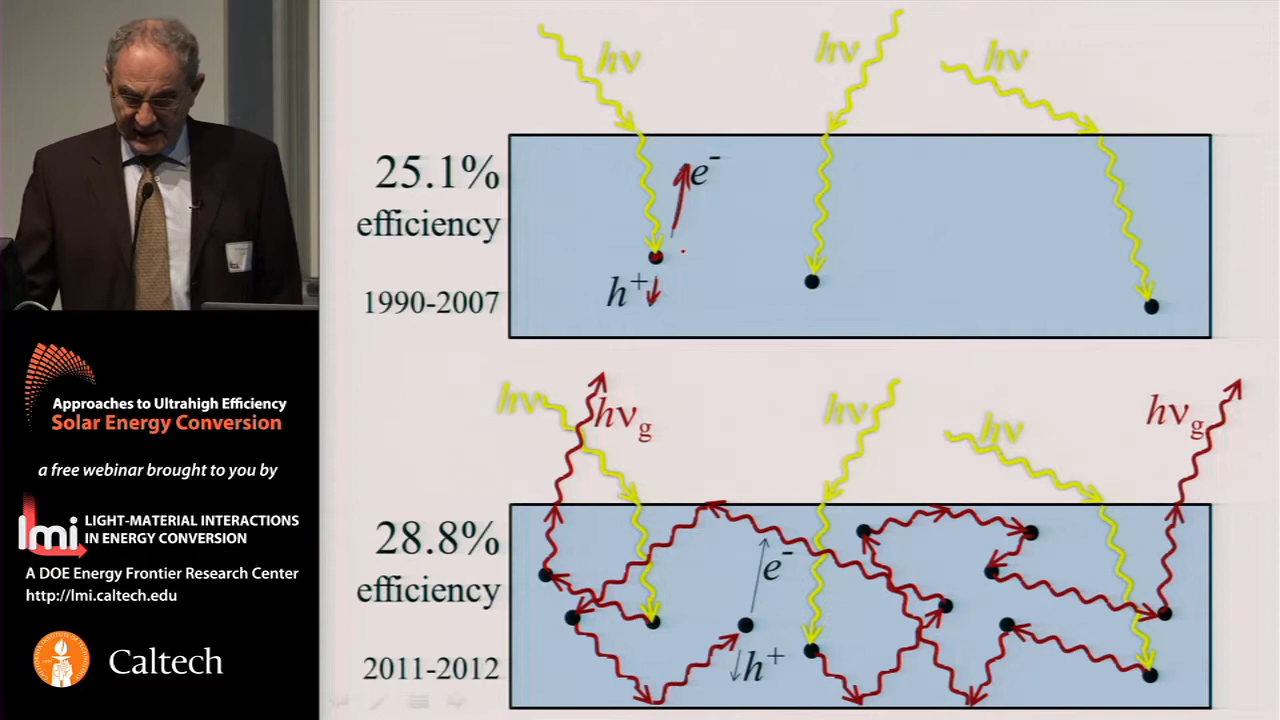 hν
hν
hν
25.1%
efficiency
1990-2007
e⁻
h⁺
hν
hνg
hν
hν
hνg
28.8%
efficiency
2011-2012
e⁻
h⁺
Approaches to Ultrahigh Efficiency
Solar Energy Conversion
a free webinar brought to you by
lmi LIGHT-MATERIAL INTERACTIONS
IN ENERGY CONVERSION
A DOE Energy Frontier Research Center
http://lmi.caltech.edu
Caltech